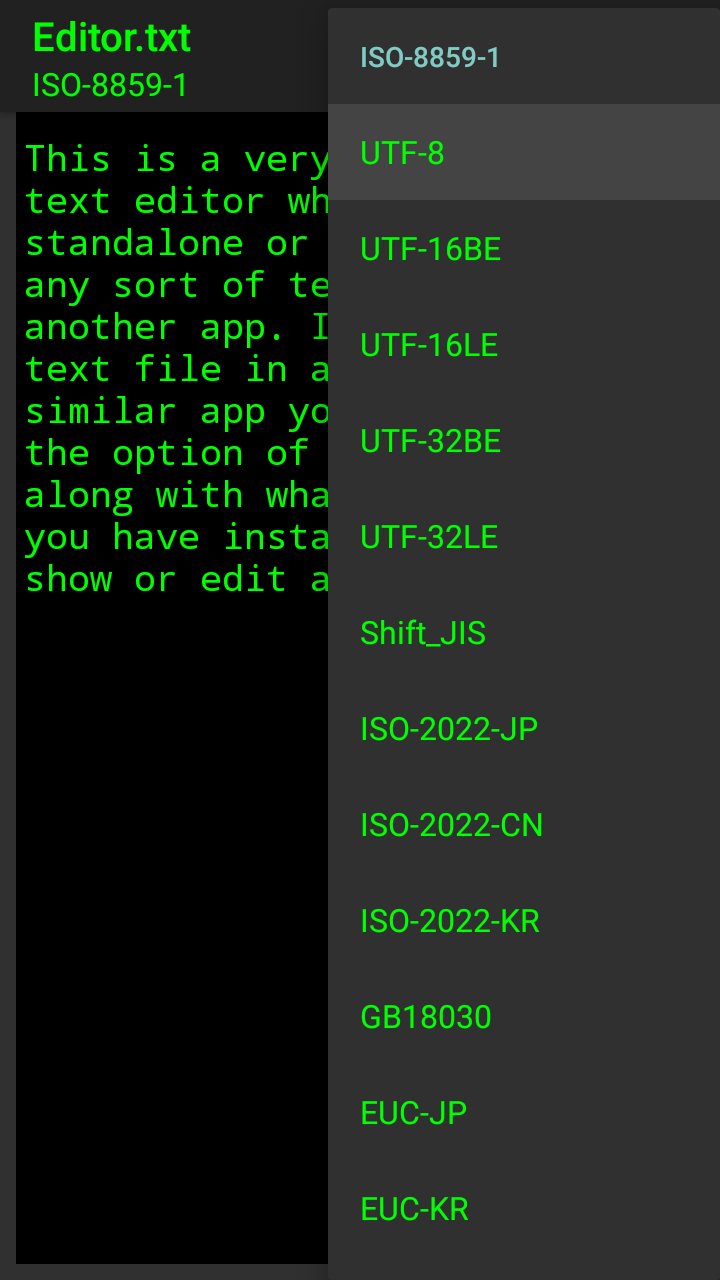 Editor.txt
ISO-8859-1
This is a very
text editor wh
standalone or
any sort of te
another app. I
text file in a
similar app yo
the option of
along with wha
you have insta
show or edit a
ISO-8859-1
UTF-8
UTF-16BE
UTF-16LE
UTF-32BE
UTF-32LE
Shift_JIS
ISO-2022-JP
ISO-2022-CN
ISO-2022-KR
GB18030
EUC-JP
EUC-KR